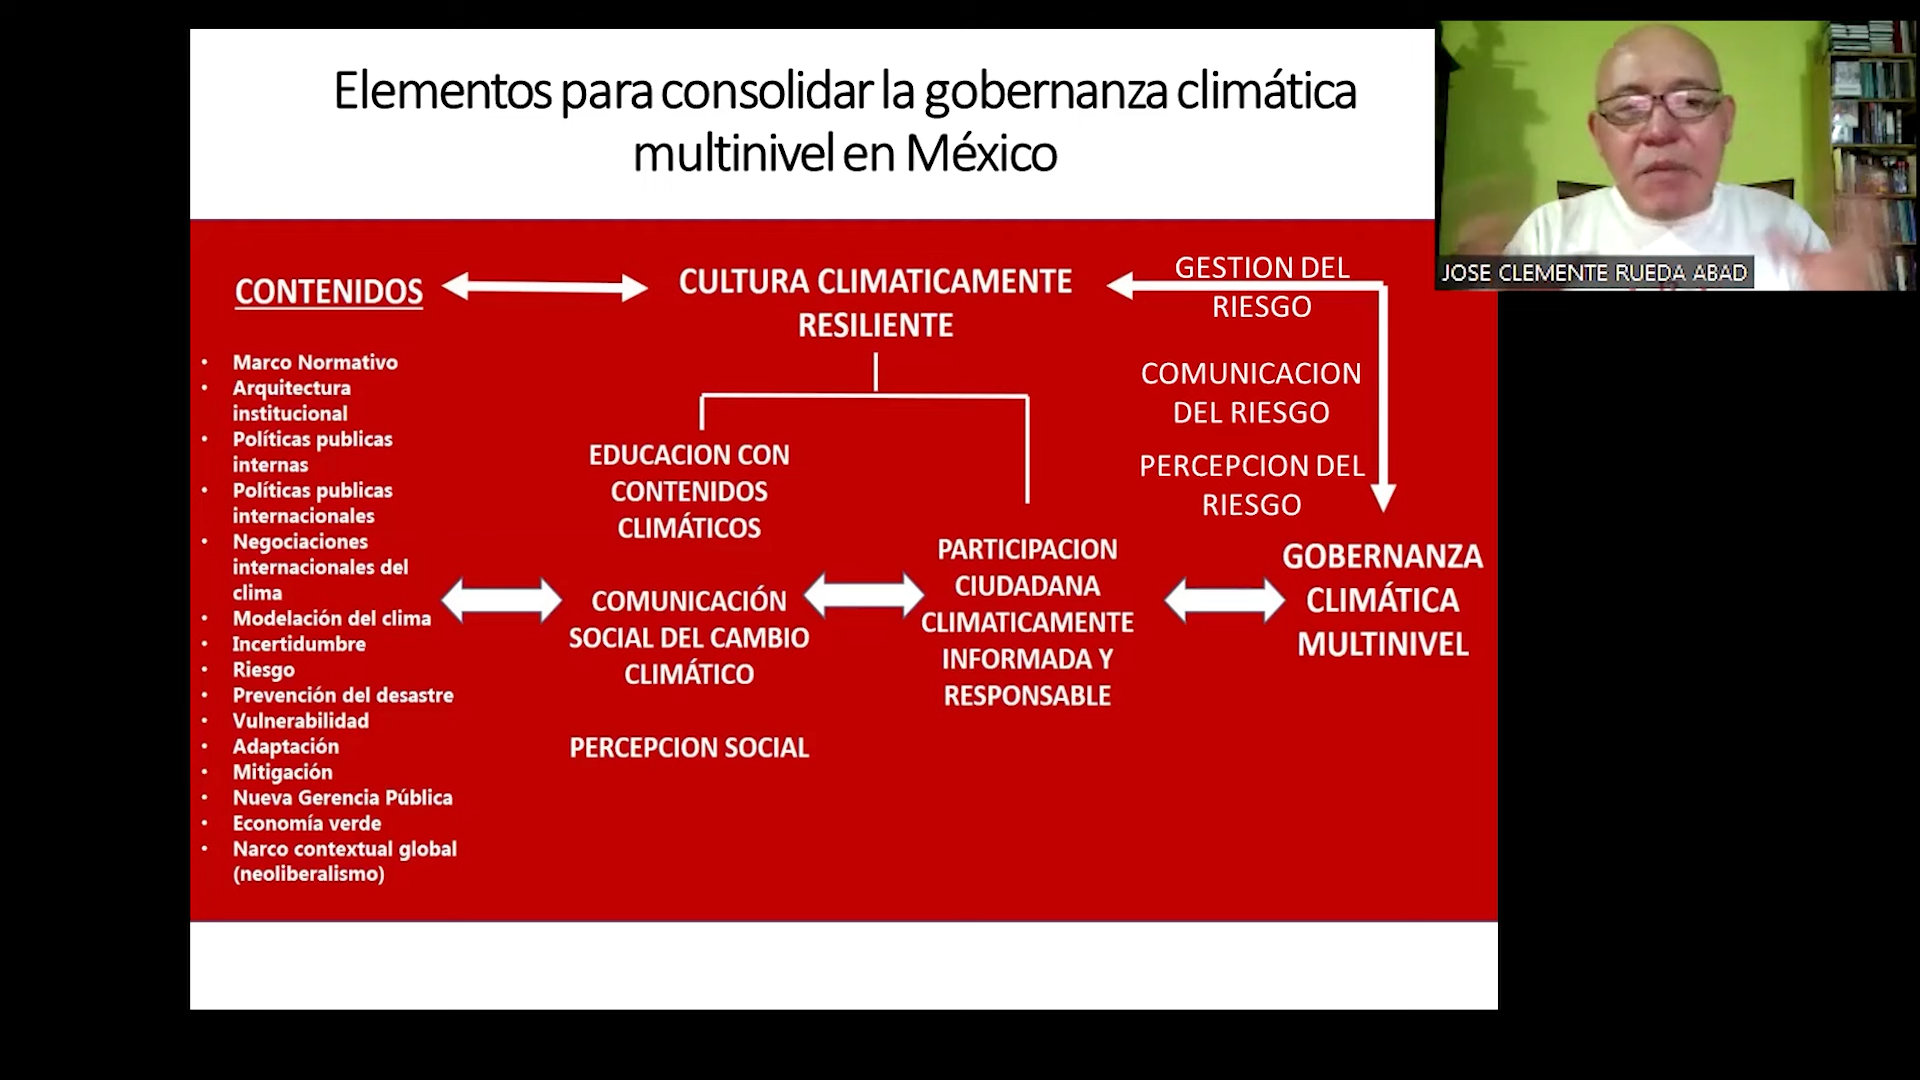 Elementos para consolidar la gobernanza climática
multinivel en México
JOSE CLEMENTE RUEDA ABAD
CONTENIDOS
• Marco Normativo
• Arquitectura
institucional
• Políticas publicas
internas
• Políticas publicas
internacionales
• Negociaciones
internacionales del
clima
• Modelación del clima
• Incertidumbre
• Riesgo
• Prevención del desastre
• Vulnerabilidad
• Adaptación
• Mitigación
• Nueva Gerencia Pública
• Economía verde
• Narco contextual global
(neoliberalismo)
CULTURA CLIMATICAMENTE
RESILIENTE
EDUCACION CON
CONTENIDOS
CLIMÁTICOS
COMUNICACIÓN
SOCIAL DEL CAMBIO
CLIMÁTICO
PERCEPCION SOCIAL
PARTICIPACION
CIUDADANA
CLIMATICAMENTE
INFORMADA Y
RESPONSABLE
GESTION DEL
RIESGO
COMUNICACION
DEL RIESGO
PERCEPCION DEL
RIESGO
GOBERNANZA
CLIMÁTICA
MULTINIVEL